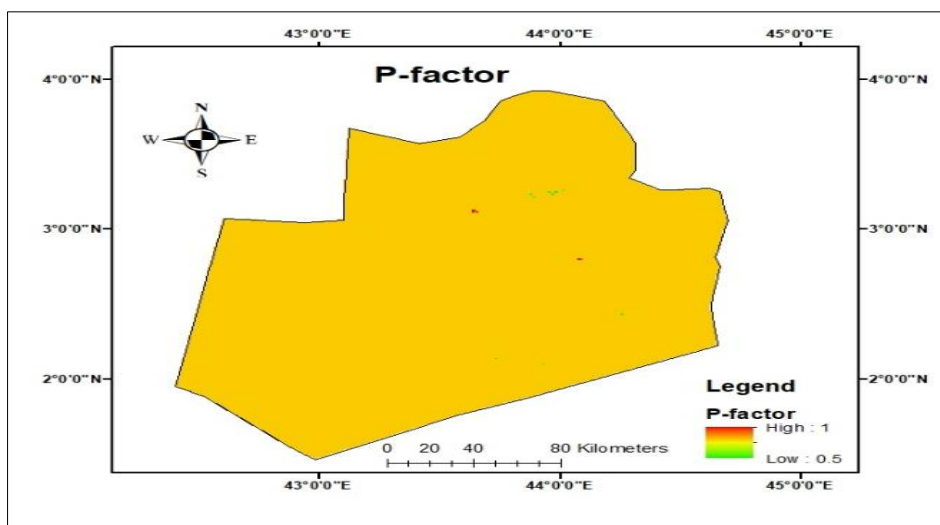 43°0'0"E 44°0'0"E 45°0'0"E
P-factor
4°0'0"N 4°0'0"N
N
W E
S
3°0'0"N 3°0'0"N
2°0'0"N 2°0'0"N
Legend
P-factor
High : 1
Low : 0.5
0 20 40 80 Kilometers
43°0'0"E 44°0'0"E 45°0'0"E